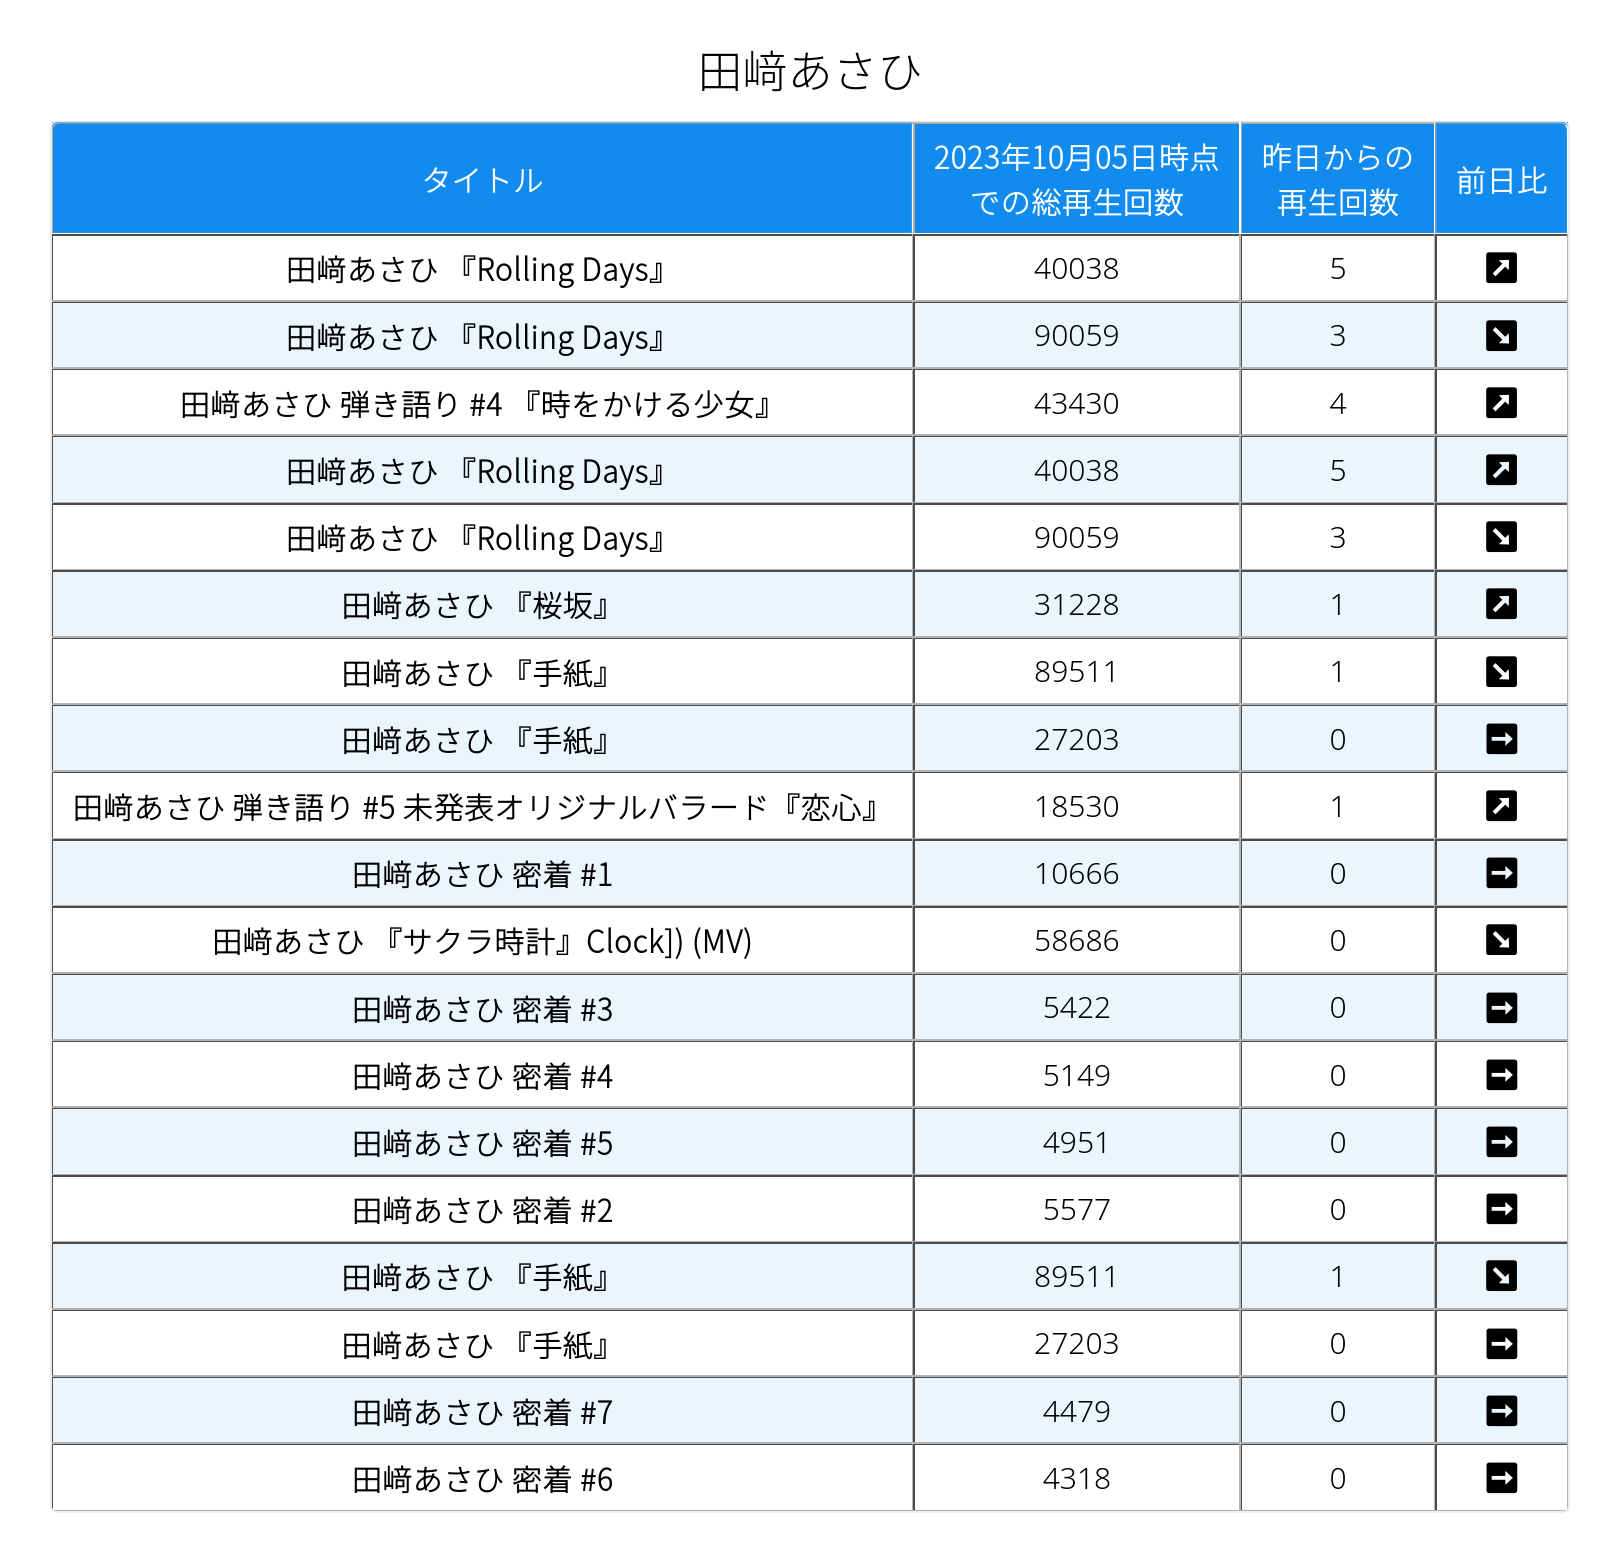 田﨑あさひ
タイトル 2023年10月05日時点 での総再生回数 昨日からの 再生回数 前日比
田﨑あさひ 『Rolling Days』 40038 5 ↗
田﨑あさひ 『Rolling Days』 90059 3 ↘
田﨑あさひ 弾き語り #4 『時をかける少女』 43430 4 ↗
田﨑あさひ 『Rolling Days』 40038 5 ↗
田﨑あさひ 『Rolling Days』 90059 3 ↘
田﨑あさひ 『桜坂』 31228 1 ↗
田﨑あさひ 『手紙』 89511 1 ↘
田﨑あさひ 『手紙』 27203 0 →
田﨑あさひ 弾き語り #5 未発表オリジナルバラード『恋心』 18530 1 ↗
田﨑あさひ 密着 #1 10666 0 →
田﨑あさひ 『サクラ時計』Clock]) (MV) 58686 0 ↘
田﨑あさひ 密着 #3 5422 0 →
田﨑あさひ 密着 #4 5149 0 →
田﨑あさひ 密着 #5 4951 0 →
田﨑あさひ 密着 #2 5577 0 →
田﨑あさひ 『手紙』 89511 1 ↘
田﨑あさひ 『手紙』 27203 0 →
田﨑あさひ 密着 #7 4479 0 →
田﨑あさひ 密着 #6 4318 0 →